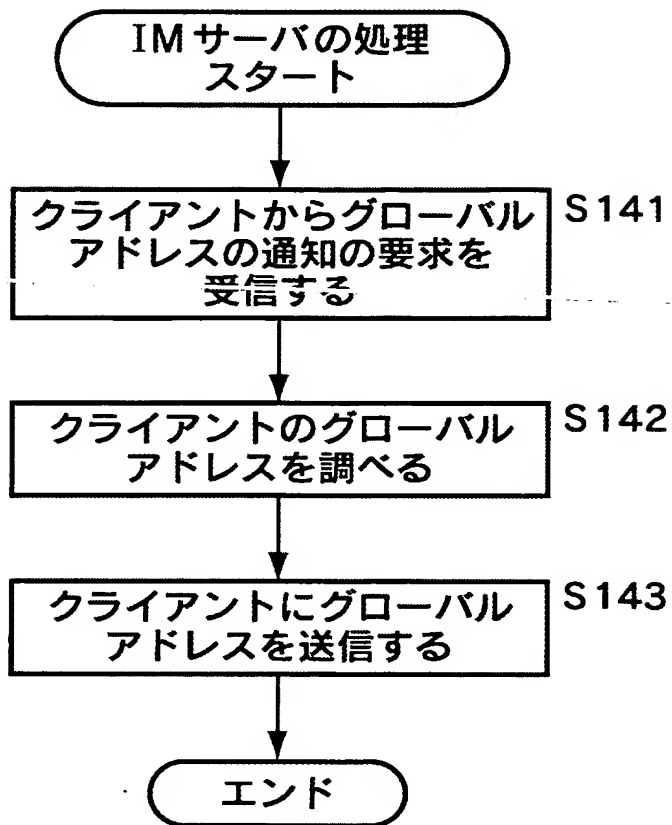 IMサーバの処理
スタート
クライアントからグローバル
アドレスの通知の要求を
受信する
S141
クライアントのグローバル
アドレスを調べる
S142
クライアントにグローバル
アドレスを送信する
S143
エンド